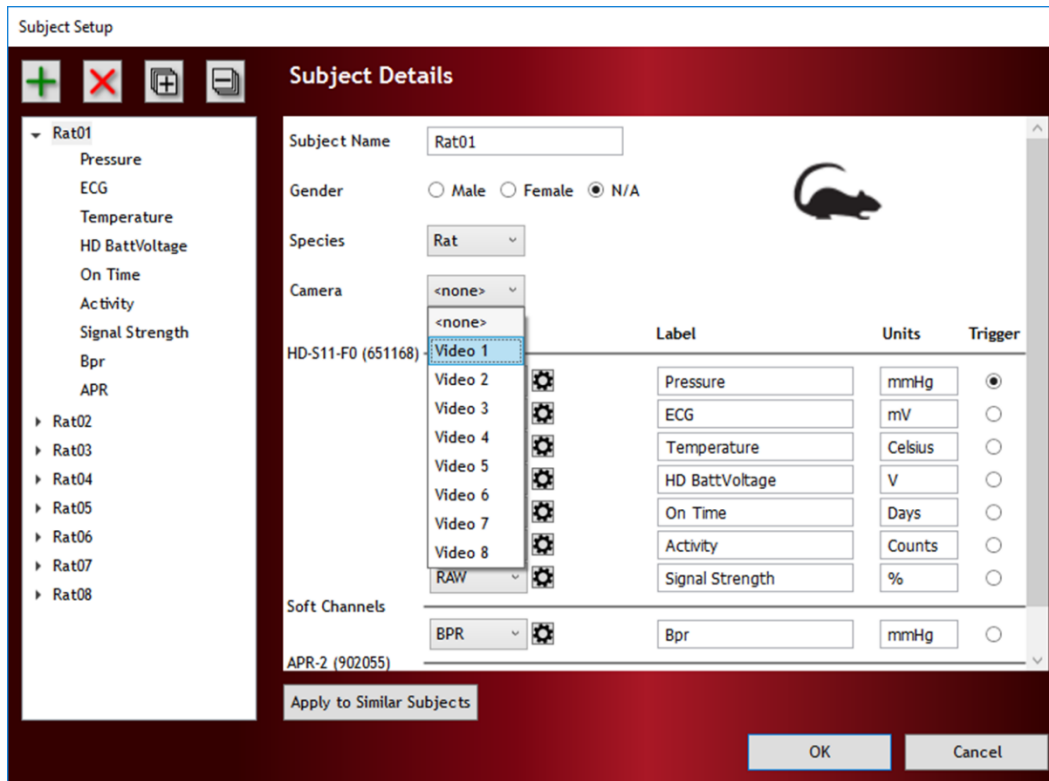 Subject Setup
Subject Details
Rat01
Pressure
ECG
Temperature
HD BattVoltage
On Time
Activity
Signal Strength
Bpr
APR
Rat02
Rat03
Rat04
Rat05
Rat06
Rat07
Rat08
Subject Name Rat01
Gender Male Female N/A
Species Rat
Camera <none>
<none>
Video 1
Video 2
Video 3
Video 4
Video 5
Video 6
Video 7
Video 8
Label Units Trigger
HD-S11-F0 (651168)
Pressure mmHg
ECG mV
Temperature Celsius
HD BattVoltage V
On Time Days
Activity Counts
RAW Signal Strength %
Soft Channels
BPR Bpr mmHg
APR-2 (902055)
Apply to Similar Subjects
OK Cancel